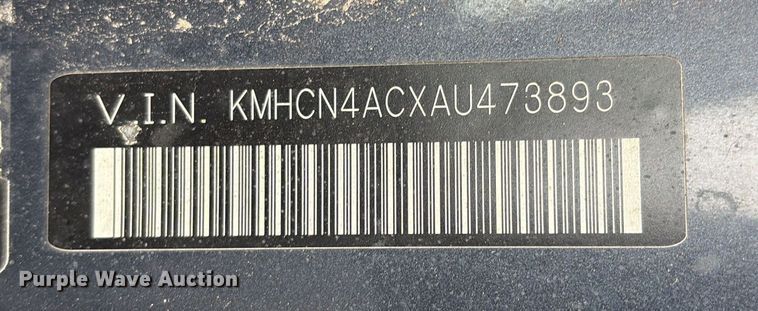 V.I.N. KMHCN4ACXAU473893
Purple Wave Auction